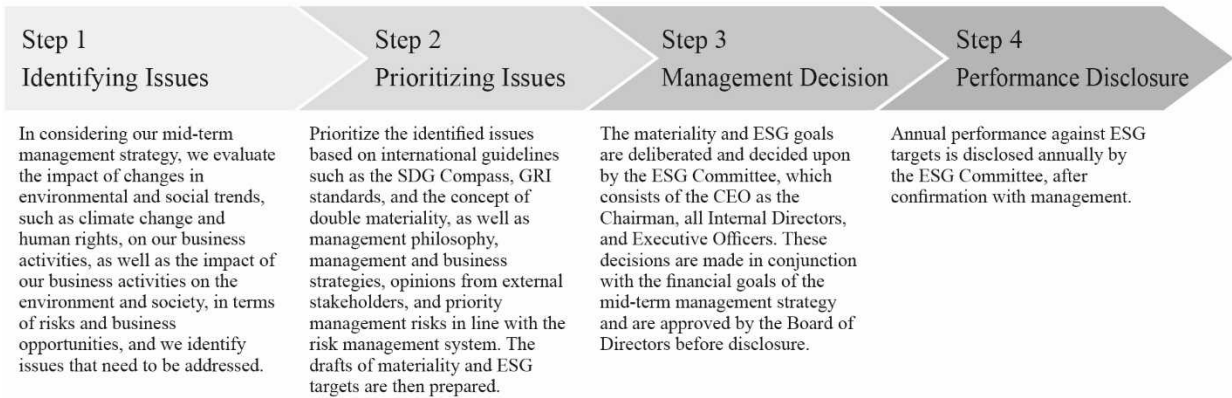 Step 1
Identifying Issues
In considering our mid-term
management strategy, we evaluate
the impact of changes in
environmental and social trends,
such as climate change and
human rights, on our business
activities, as well as the impact of
our business activities on the
environment and society, in terms
of risks and business
opportunities, and we identify
issues that need to be addressed.
Step 2
Prioritizing Issues
Prioritize the identified issues
based on international guidelines
such as the SDG Compass, GRI
standards, and the concept of
double materiality, as well as
management philosophy,
management and business
strategies, opinions from external
stakeholders, and priority
management risks in line with the
risk management system. The
drafts of materiality and ESG
targets are then prepared.
Step 3
Management Decision
The materiality and ESG goals
are deliberated and decided upon
by the ESG Committee, which
consists of the CEO as the
Chairman, all Internal Directors,
and Executive Officers. These
decisions are made in conjunction
with the financial goals of the
mid-term management strategy
and are approved by the Board of
Directors before disclosure.
Step 4
Performance Disclosure
Annual performance against ESG
targets is disclosed annually by
the ESG Committee, after
confirmation with management.